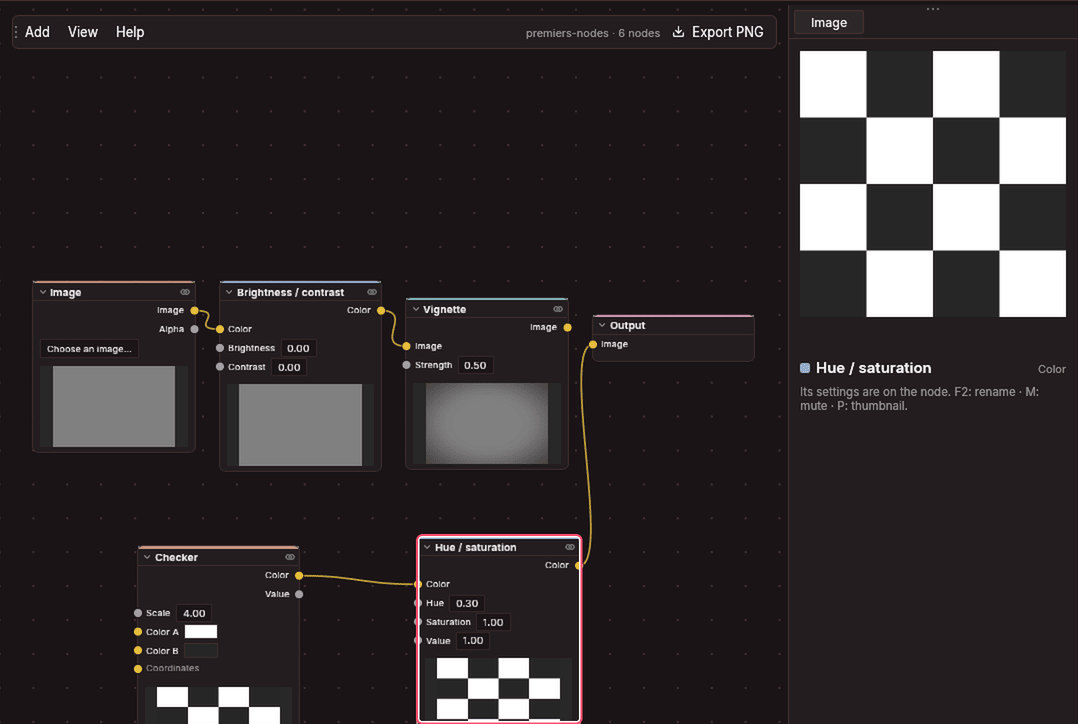 Add View Help premiers-nodes · 6 nodes Export PNG
Image
Image
Image
Alpha
Choose an image...
Brightness / contrast
Color
Color
Brightness 0.00
Contrast 0.00
Vignette
Image
Image
Strength 0.50
Output
Image
Checker
Color
Value
Scale 4.00
Color A
Color B
Coordinates
Hue / saturation
Color
Color
Hue 0.30
Saturation 1.00
Value 1.00
Hue / saturation Color
Its settings are on the node. F2: rename · M:
mute · P: thumbnail.